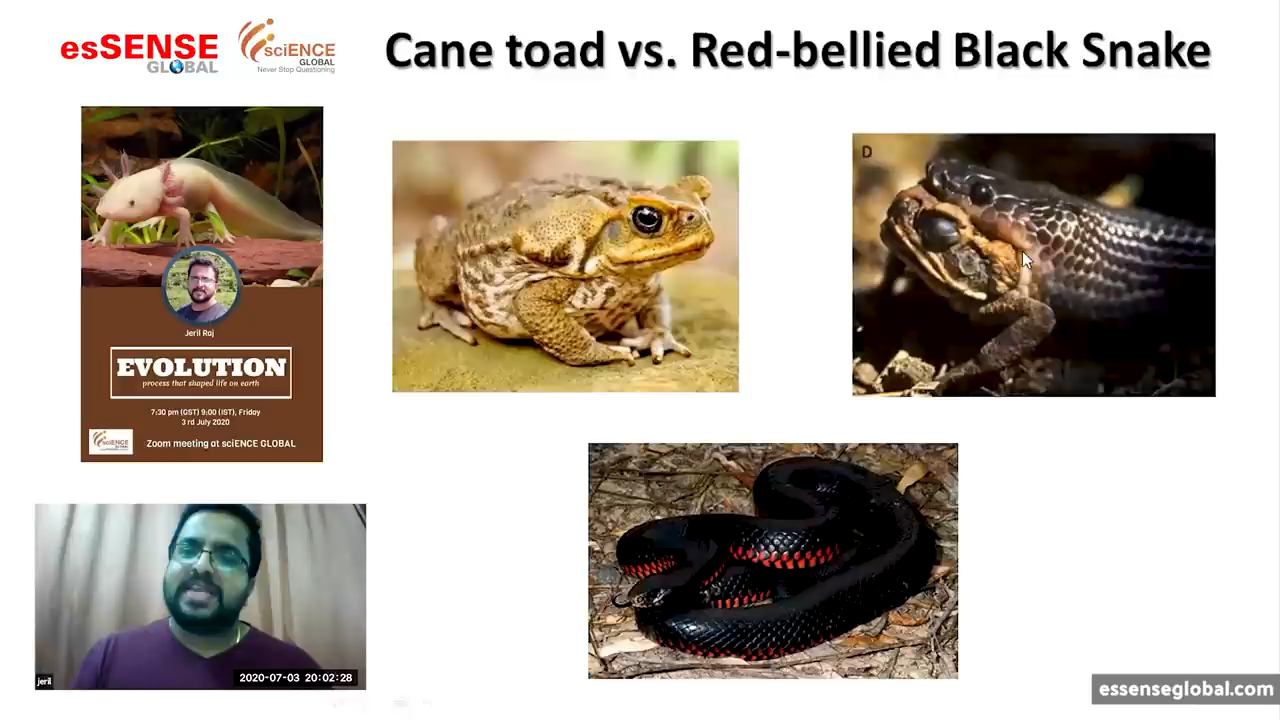 esSENSE
GLOBAL
sciENCE
GLOBAL
Never Stop Questioning
Cane toad vs. Red-bellied Black Snake
D
Jeril Raj
EVOLUTION
process that shaped life on earth
7:30 pm (GST) 9:00 (IST), Friday
3 rd July 2020
sciENCE
GLOBAL
Zoom meeting at sciENCE GLOBAL
jeril
2020-07-03 20:02:28
essenseglobal.com